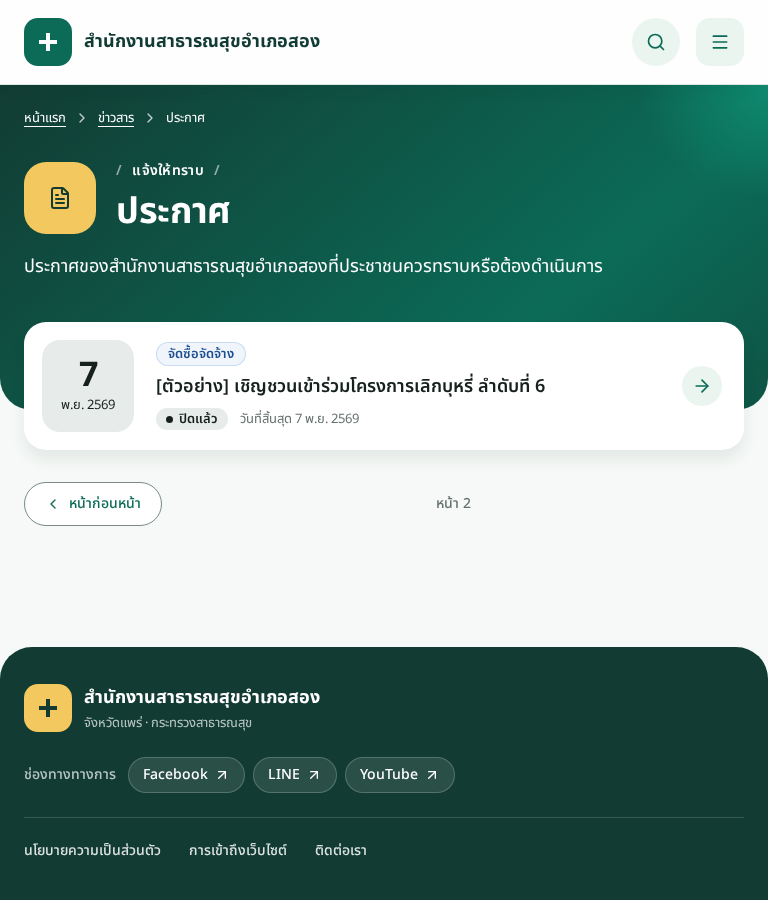 สำนักงานสาธารณสุขอำเภอสอง
หน้าแรก ข่าวสาร ประกาศ
/ แจ้งให้ทราบ /
ประกาศ
ประกาศของสำนักงานสาธารณสุขอำเภอสองที่ประชาชนควรทราบหรือต้องดำเนินการ
7
พ.ย. 2569
จัดซื้อจัดจ้าง
[ตัวอย่าง] เชิญชวนเข้าร่วมโครงการเลิกบุหรี่ ลำดับที่ 6
ปิดแล้ว วันที่สิ้นสุด 7 พ.ย. 2569
หน้าก่อนหน้า หน้า 2
สำนักงานสาธารณสุขอำเภอสอง
จังหวัดแพร่ · กระทรวงสาธารณสุข
ช่องทางทางการ Facebook LINE YouTube
นโยบายความเป็นส่วนตัว การเข้าถึงเว็บไซต์ ติดต่อเรา